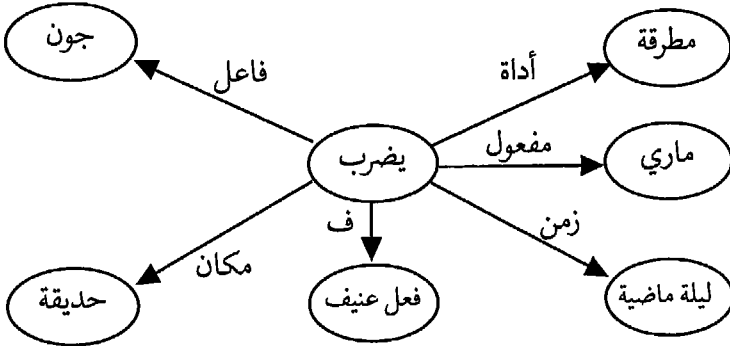 جون
مطرقة
فاعل
أداة
يضرب
مفعول
ماري
ف
زمن
مكان
حديقة
فعل عنيف
ليلة ماضية